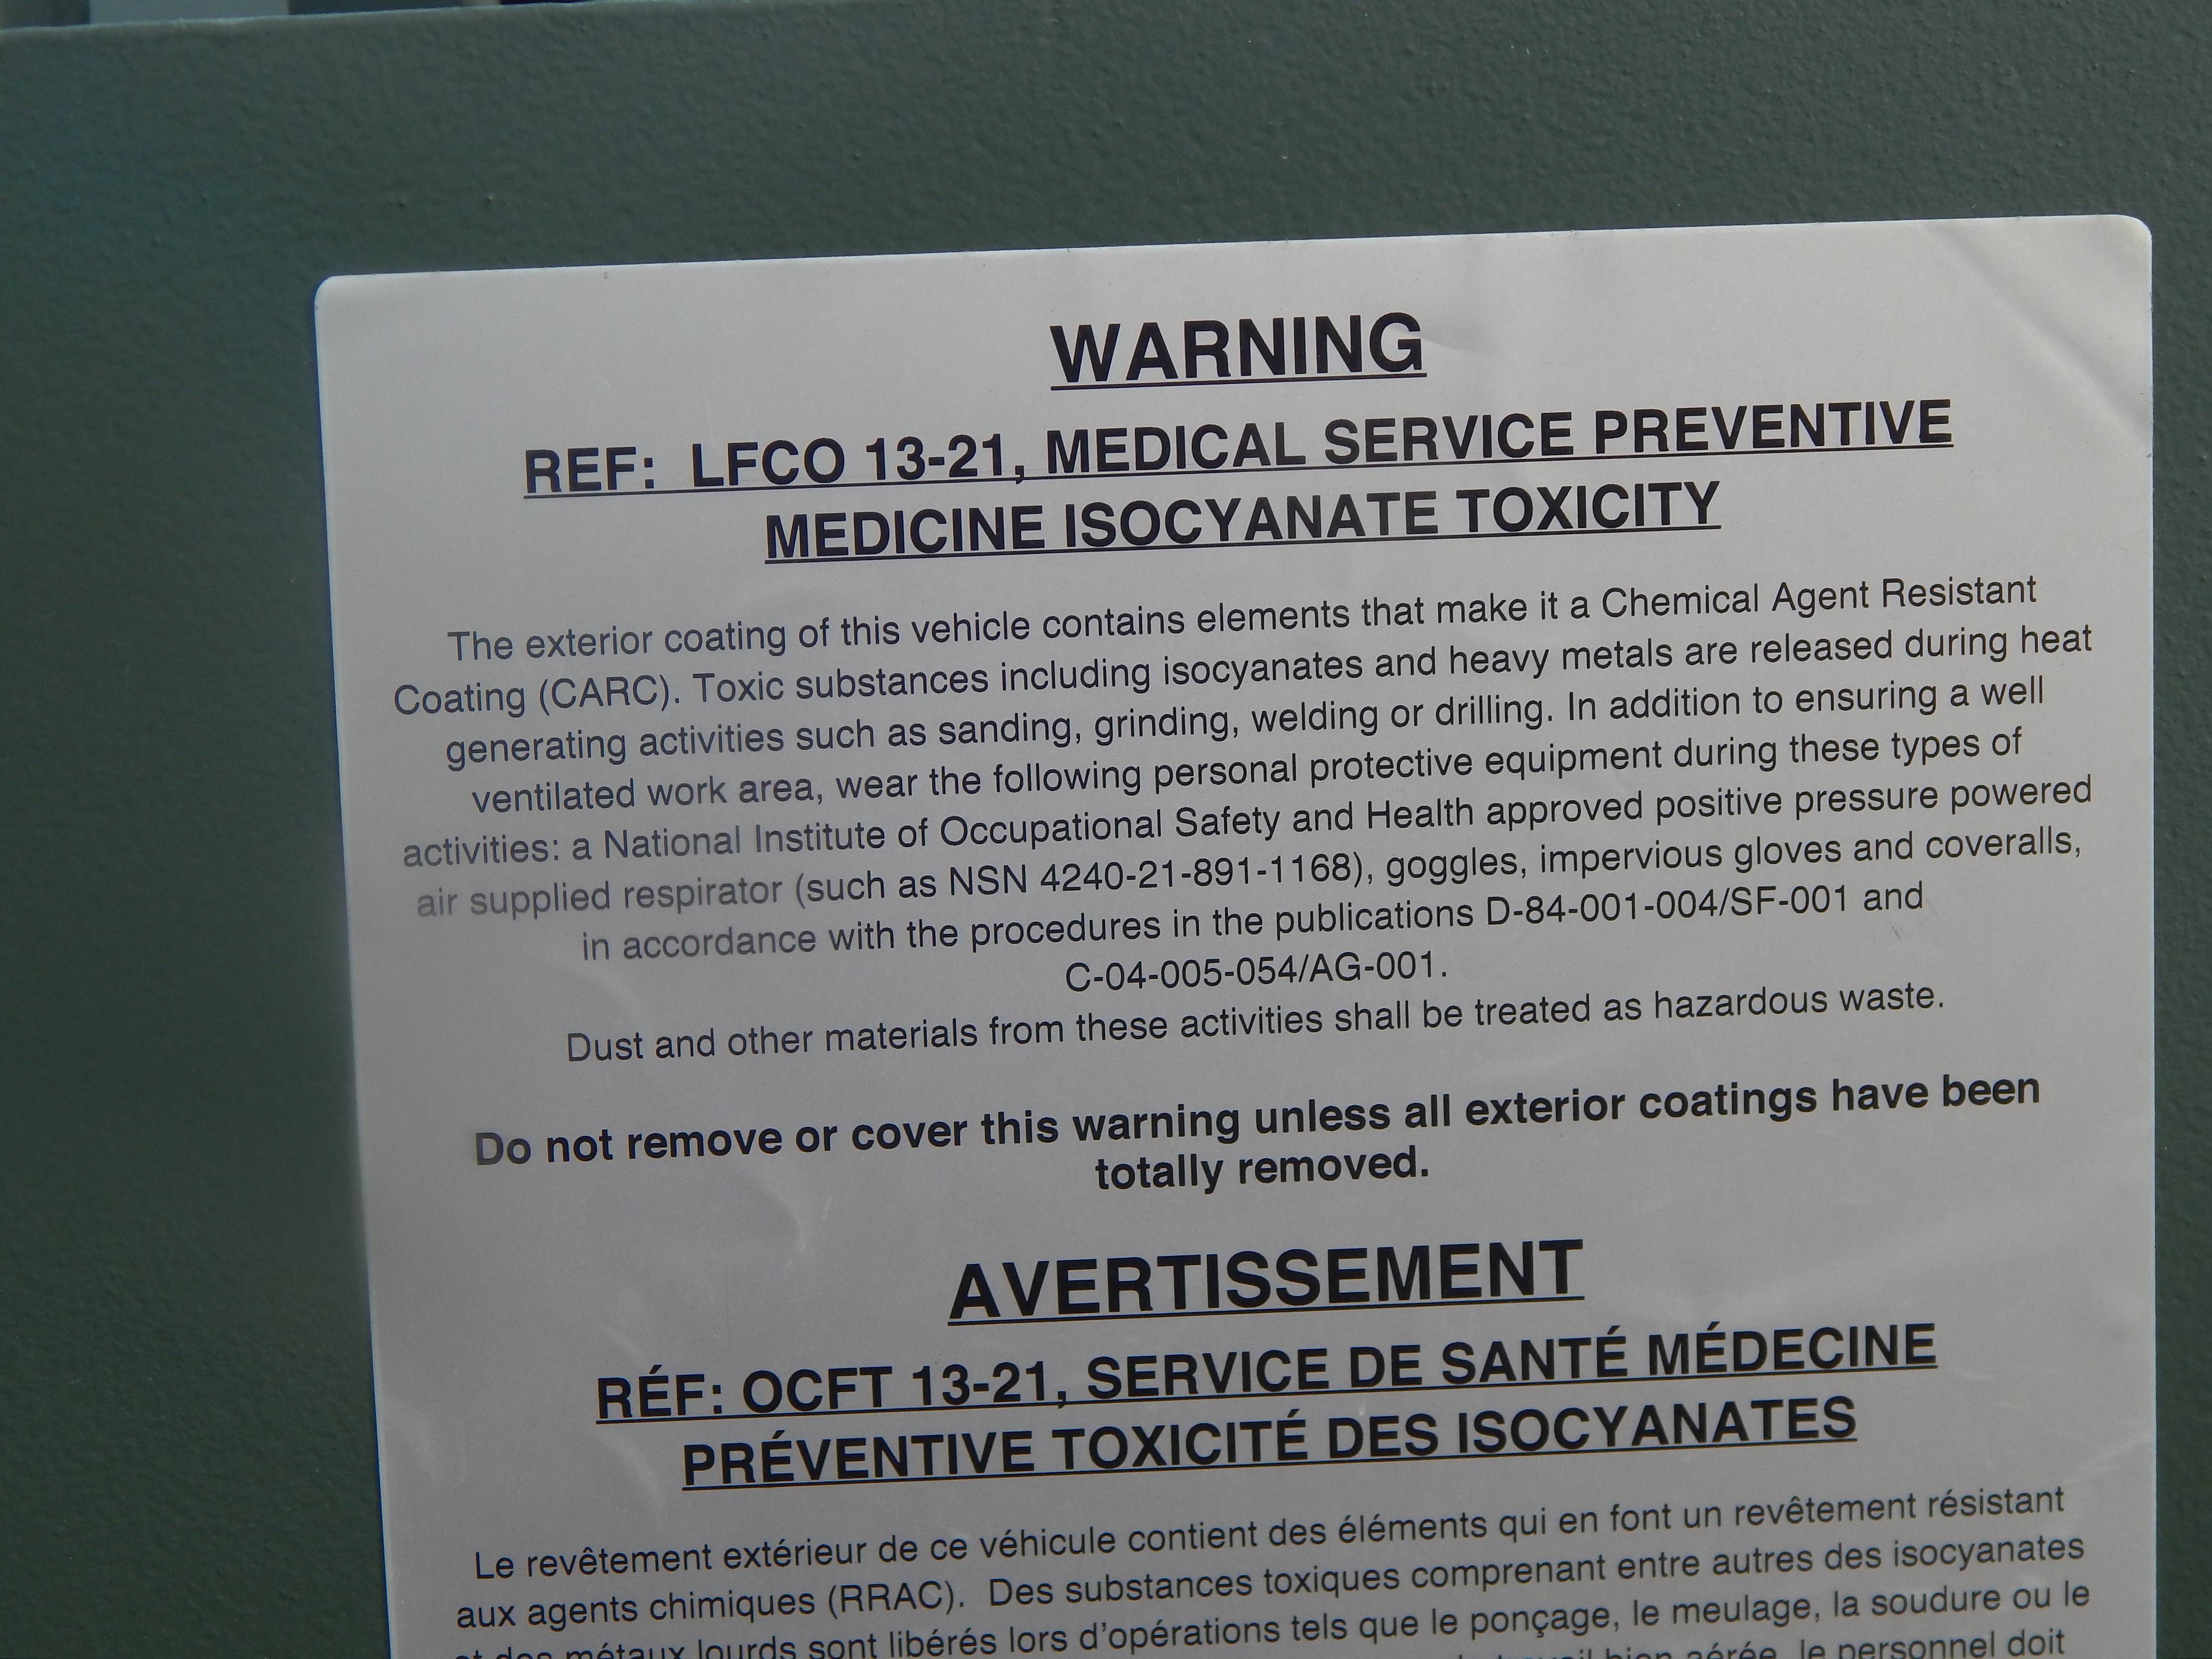 WARNING
REF: LFCO 13-21, MEDICAL SERVICE PREVENTIVE
MEDICINE ISOCYANATE TOXICITY
The exterior coating of this vehicle contains elements that make it a Chemical Agent Resistant
Coating (CARC). Toxic substances including isocyanates and heavy metals are released during heat
generating activities such as sanding, grinding, welding or drilling. In addition to ensuring a well
ventilated work area, wear the following personal protective equipment during these types of
activities: a National Institute of Occupational Safety and Health approved positive pressure powered
air supplied respirator (such as NSN 4240-21-891-1168), goggles, impervious gloves and coveralls,
in accordance with the procedures in the publications D-84-001-004/SF-001 and
C-04-005-054/AG-001.
Dust and other materials from these activities shall be treated as hazardous waste.
Do not remove or cover this warning unless all exterior coatings have been
totally removed.
AVERTISSEMENT
RÉF: OCFT 13-21, SERVICE DE SANTÉ MÉDECINE
PRÉVENTIVE TOXICITÉ DES ISOCYANATES
Le revêtement extérieur de ce véhicule contient des éléments qui en font un revêtement résistant
aux agents chimiques (RRAC). Des substances toxiques comprenant entre autres des isocyanates
et des métaux lourds sont libérés lors d'opérations tels que le ponçage, le meulage, la soudure ou le
bien aérée, le personnel doit